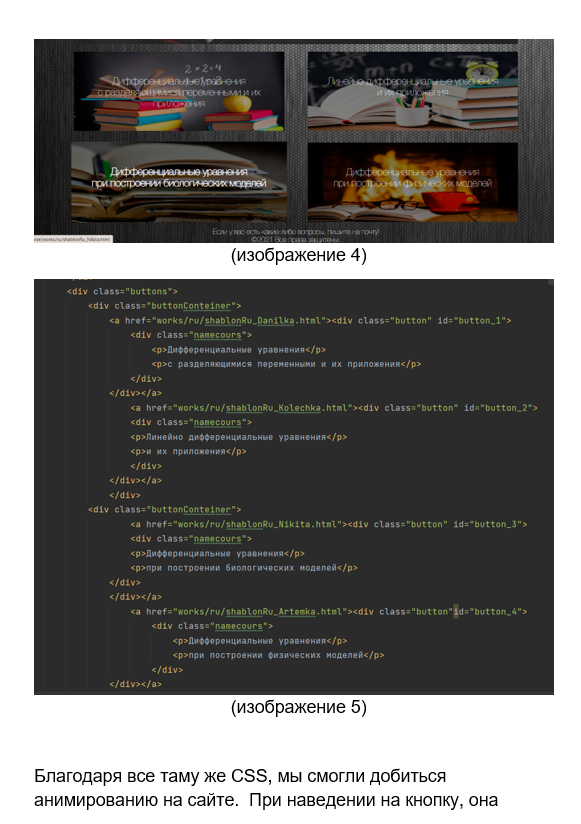 2×2=4
Дифференциальные уравнения
с разделяющимися переменными и их
приложения
Линейно дифференциальные уравнения
и их приложения
Дифференциальные уравнения
при построении биологических моделей
Дифференциальные уравнения
при построении физических моделей
Если у вас есть какие-либо вопросы, пишите на почту!
©2021 Все права защищены.
me/works/ru/shablonRu_Nikita.html
(изображение 4)
<div class="buttons">
<div class="buttonConteiner">
<a href="works/ru/shablonRu_Danilka.html"><div class="button" id="button_1">
<div class="namecours">
<p>Дифференциальные уравнения</p>
<p>с разделяющимися переменными и их приложения</p>
</div>
</div></a>
<a href="works/ru/shablonRu_Kolechka.html"><div class="button" id="button_2">
<div class="namecours">
<p>Линейно дифференциальные уравнения</p>
<p>и их приложения</p>
</div>
</div></a>
</div>
<div class="buttonConteiner">
<a href="works/ru/shablonRu_Nikita.html"><div class="button" id="button_3">
<div class="namecours">
<p>Дифференциальные уравнения</p>
<p>при построении биологических моделей</p>
</div>
</div></a>
<a href="works/ru/shablonRu_Artemka.html"><div class="button"id="button_4">
<div class="namecours">
<p>Дифференциальные уравнения</p>
<p>при построении физических моделей</p>
</div>
</div></a>
(изображение 5)
Благодаря все таму же CSS, мы смогли добиться
анимированию на сайте.  При наведении на кнопку, она